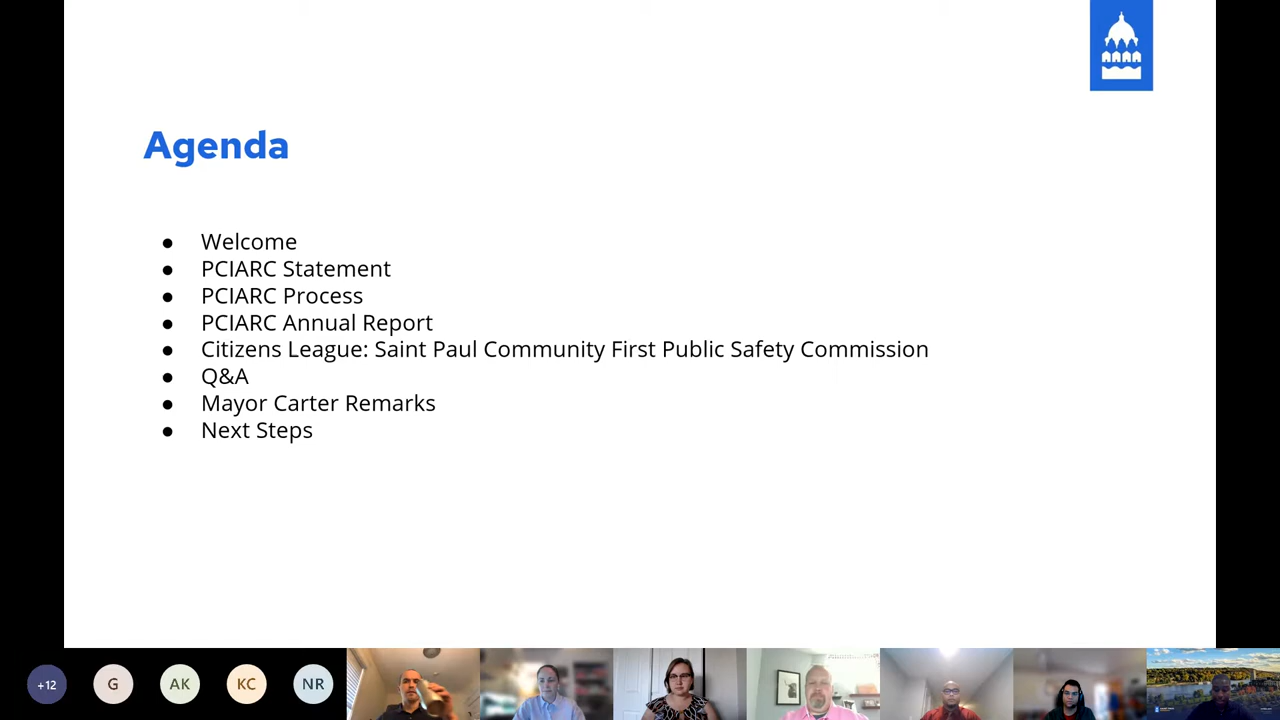 Agenda
● Welcome
● PCIARC Statement
● PCIARC Process
● PCIARC Annual Report
● Citizens League: Saint Paul Community First Public Safety Commission
● Q&A
● Mayor Carter Remarks
● Next Steps
+12
G
AK
KC
NR